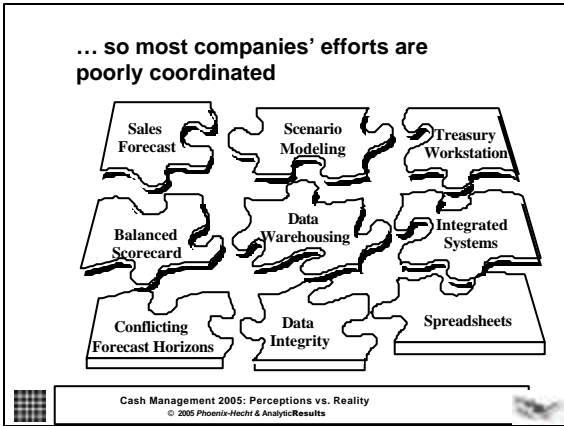 … so most companies’ efforts are
poorly coordinated
Sales
Forecast
Scenario
Modeling
Treasury
Workstation
Balanced
Scorecard
Data
Warehousing
Integrated
Systems
Conflicting
Forecast Horizons
Data
Integrity
Spreadsheets
Cash Management 2005: Perceptions vs. Reality
© 2005 Phoenix-Hecht & AnalyticResults